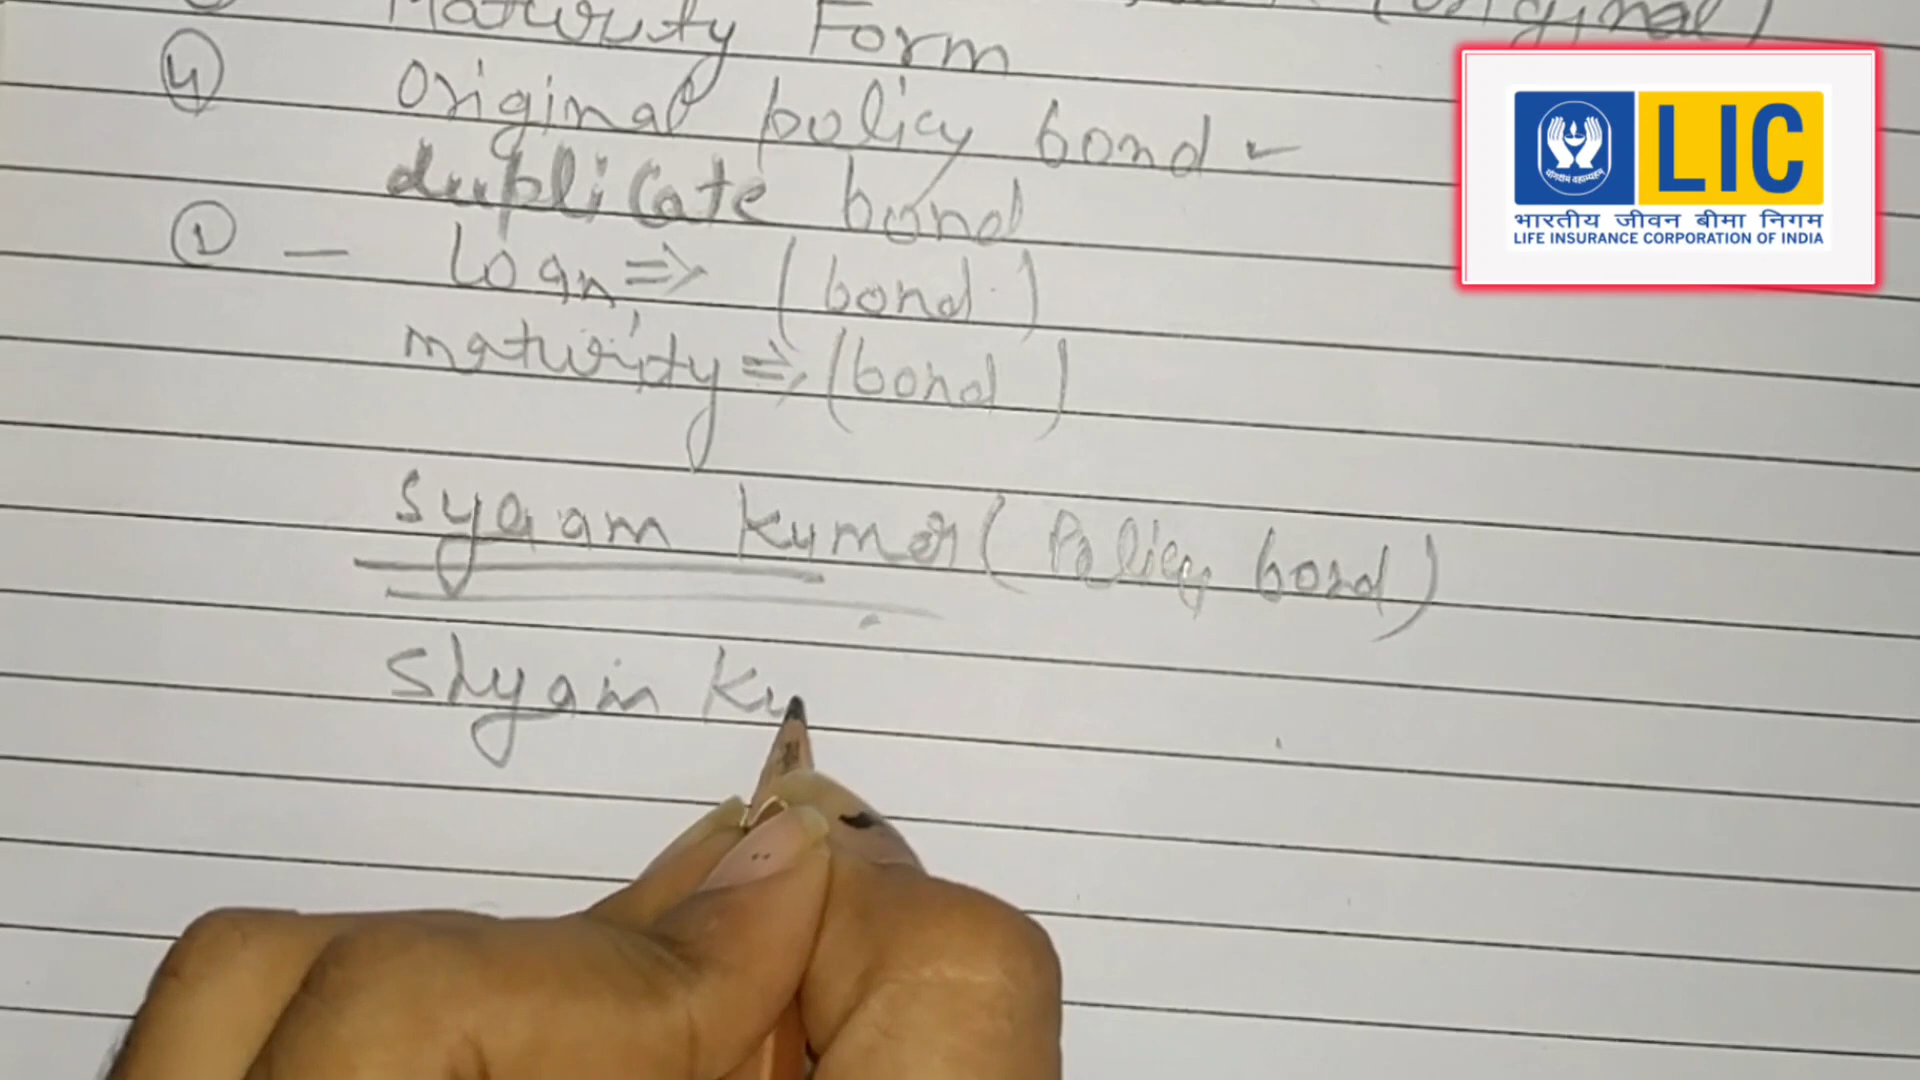 Maturity Form (original)
④ original policy bond ✓
duplicate bond
① — Loan ⇒ (bond)
maturity ⇒ (bond)
syaam Kumar (Policy bond)
Shyam Ku
LIC
भारतीय जीवन बीमा निगम
LIFE INSURANCE CORPORATION OF INDIA